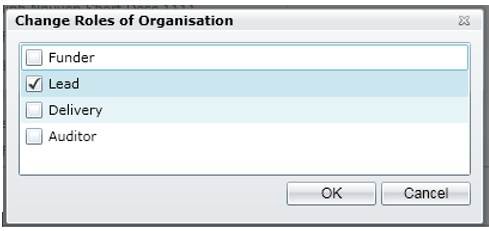 Change Roles of Organisation
Funder
Lead
Delivery
Auditor
OK Cancel